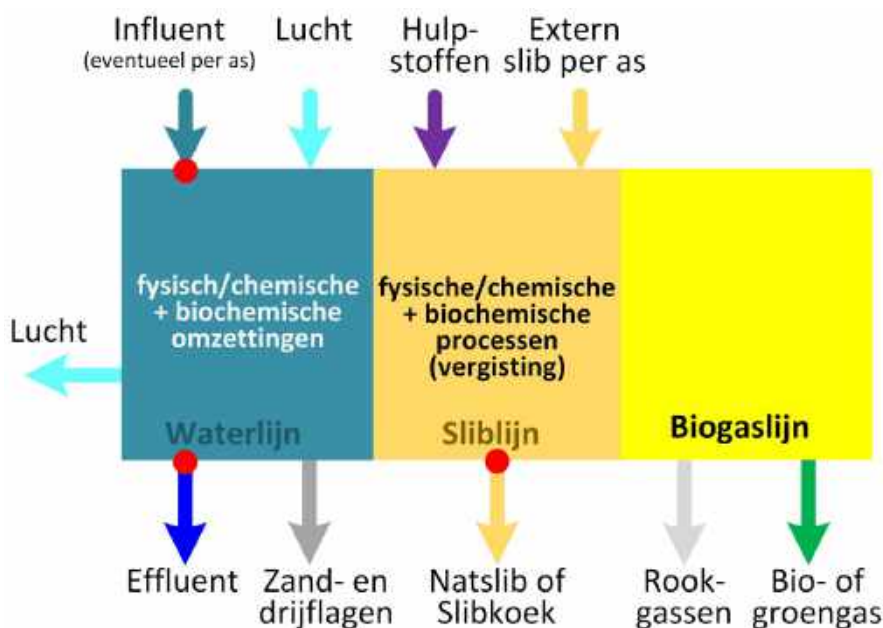 Influent
(eventueel per as)
Lucht
Hulp-
stoffen
Extern
slib per as
fysisch/chemische
+ biochemische
omzettingen
fysische/chemische
+ biochemische
processen
(vergisting)
Lucht
Waterlijn
Sliblijn
Biogaslijn
Effluent
Zand- en
drijflagen
Natslib of
Slibkoek
Rook-
gassen
Bio- of
groengas